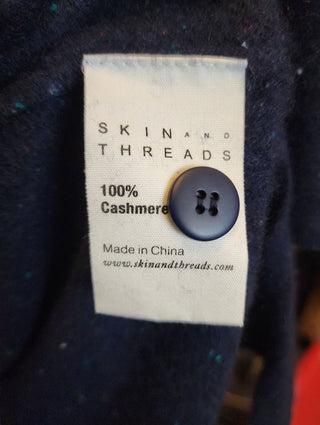 SKIN AND
THREADS
100%
Cashmere
Made in China
www.skinandthreads.com